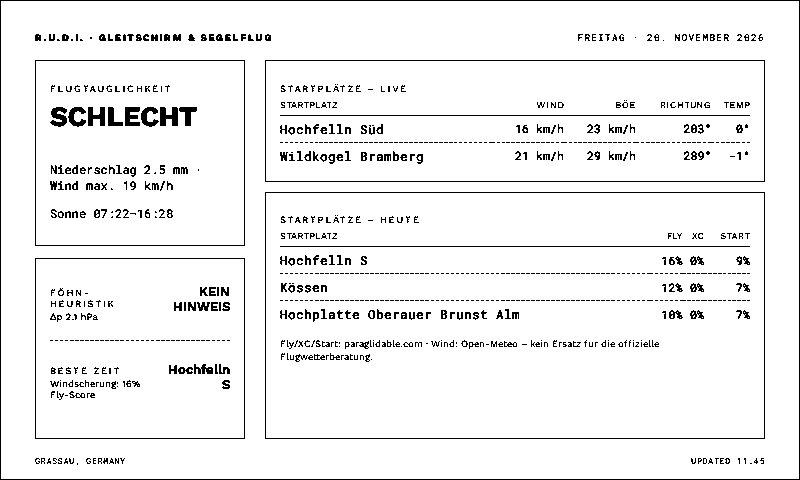 R.U.D.I. · GLEITSCHIRM & SEGELFLUG
FREITAG · 20. NOVEMBER 2026
FLUGTAUGLICHKEIT
SCHLECHT
Niederschlag 2.5 mm ·
Wind max. 19 km/h
Sonne 07:22–16:28
FÖHN-
HEURISTIK
Δp 2.1 hPa
KEIN
HINWEIS
BESTE ZEIT
Windscherung: 16%
Fly-Score
Hochfelln
S
STARTPLÄTZE – LIVE
STARTPLATZ WIND BÖE RICHTUNG TEMP
Hochfelln Süd 16 km/h 23 km/h 203° 0°
Wildkogel Bramberg 21 km/h 29 km/h 289° -1°
STARTPLÄTZE – HEUTE
STARTPLATZ FLY XC START
Hochfelln S 16% 0% 9%
Kössen 12% 0% 7%
Hochplatte Oberauer Brunst Alm 10% 0% 7%
Fly/XC/Start: paraglidable.com · Wind: Open-Meteo – kein Ersatz für die offizielle
Flugwetterberatung.
GRASSAU, GERMANY
UPDATED 11.45